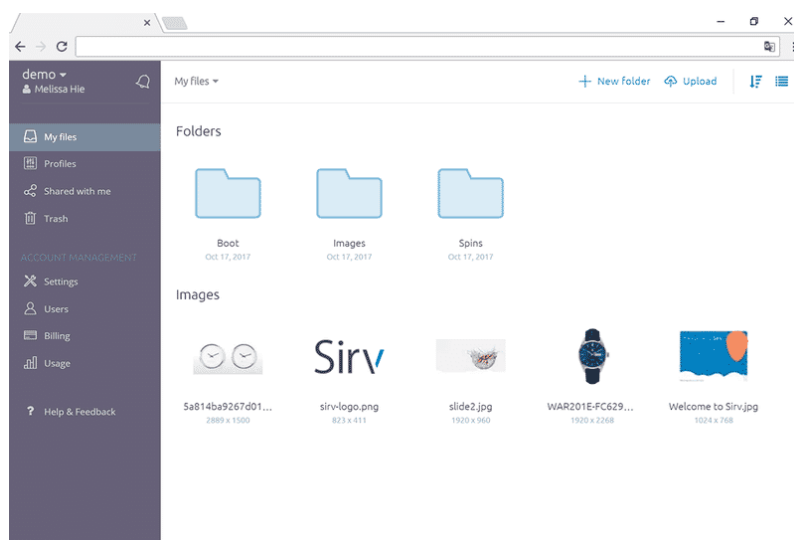 demo
Melissa Hie
My files
New folder
Upload
My files
Profiles
Shared with me
Trash
ACCOUNT MANAGEMENT
Settings
Users
Billing
Usage
? Help & Feedback
Folders
Boot
Images
Spins
Oct 17, 2017
Oct 17, 2017
Oct 17, 2017
Images
Sirv
5a814ba9267d01...
sirv-logo.png
slide2.jpg
WAR201E-FC629...
Welcome to Sirv.jpg
2889 x 1500
823 x 411
1920 x 960
1920 x 2268
1024 x 768